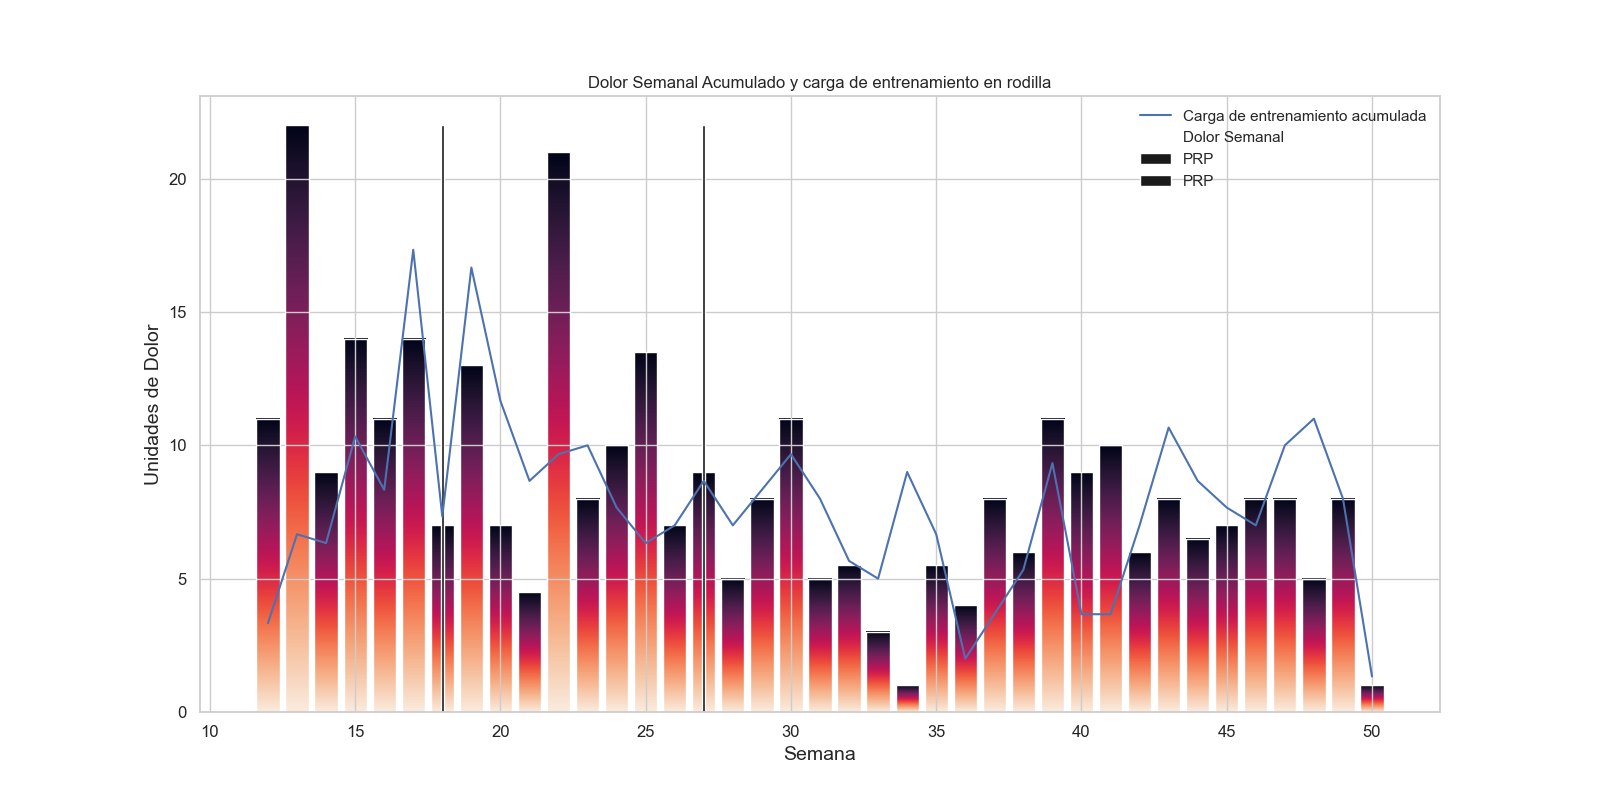 Dolor Semanal Acumulado y carga de entrenamiento en rodilla
Carga de entrenamiento acumulada
Dolor Semanal
PRP
PRP
Unidades de Dolor
20
15
10
5
0
10 15 20 25 30 35 40 45 50
Semana